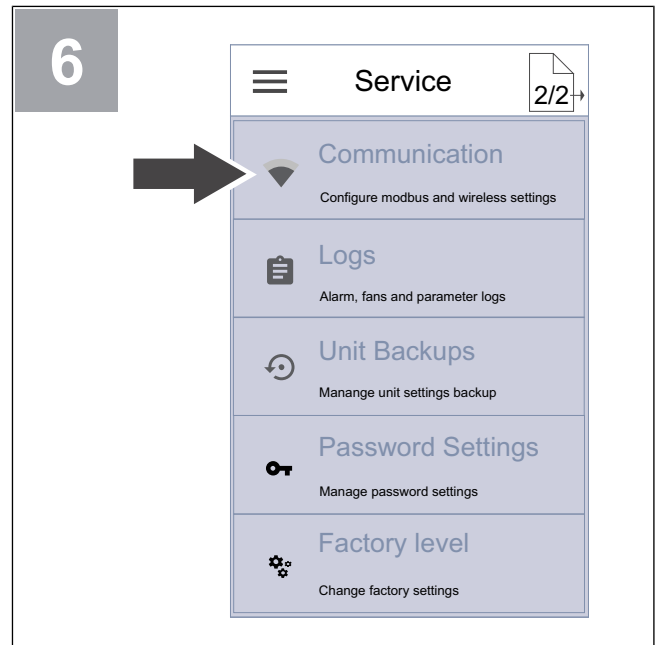 6
Service
2/2
Communication
Configure modbus and wireless settings
Logs
Alarm, fans and parameter logs
Unit Backups
Manange unit settings backup
Password Settings
Manage password settings
Factory level
Change factory settings